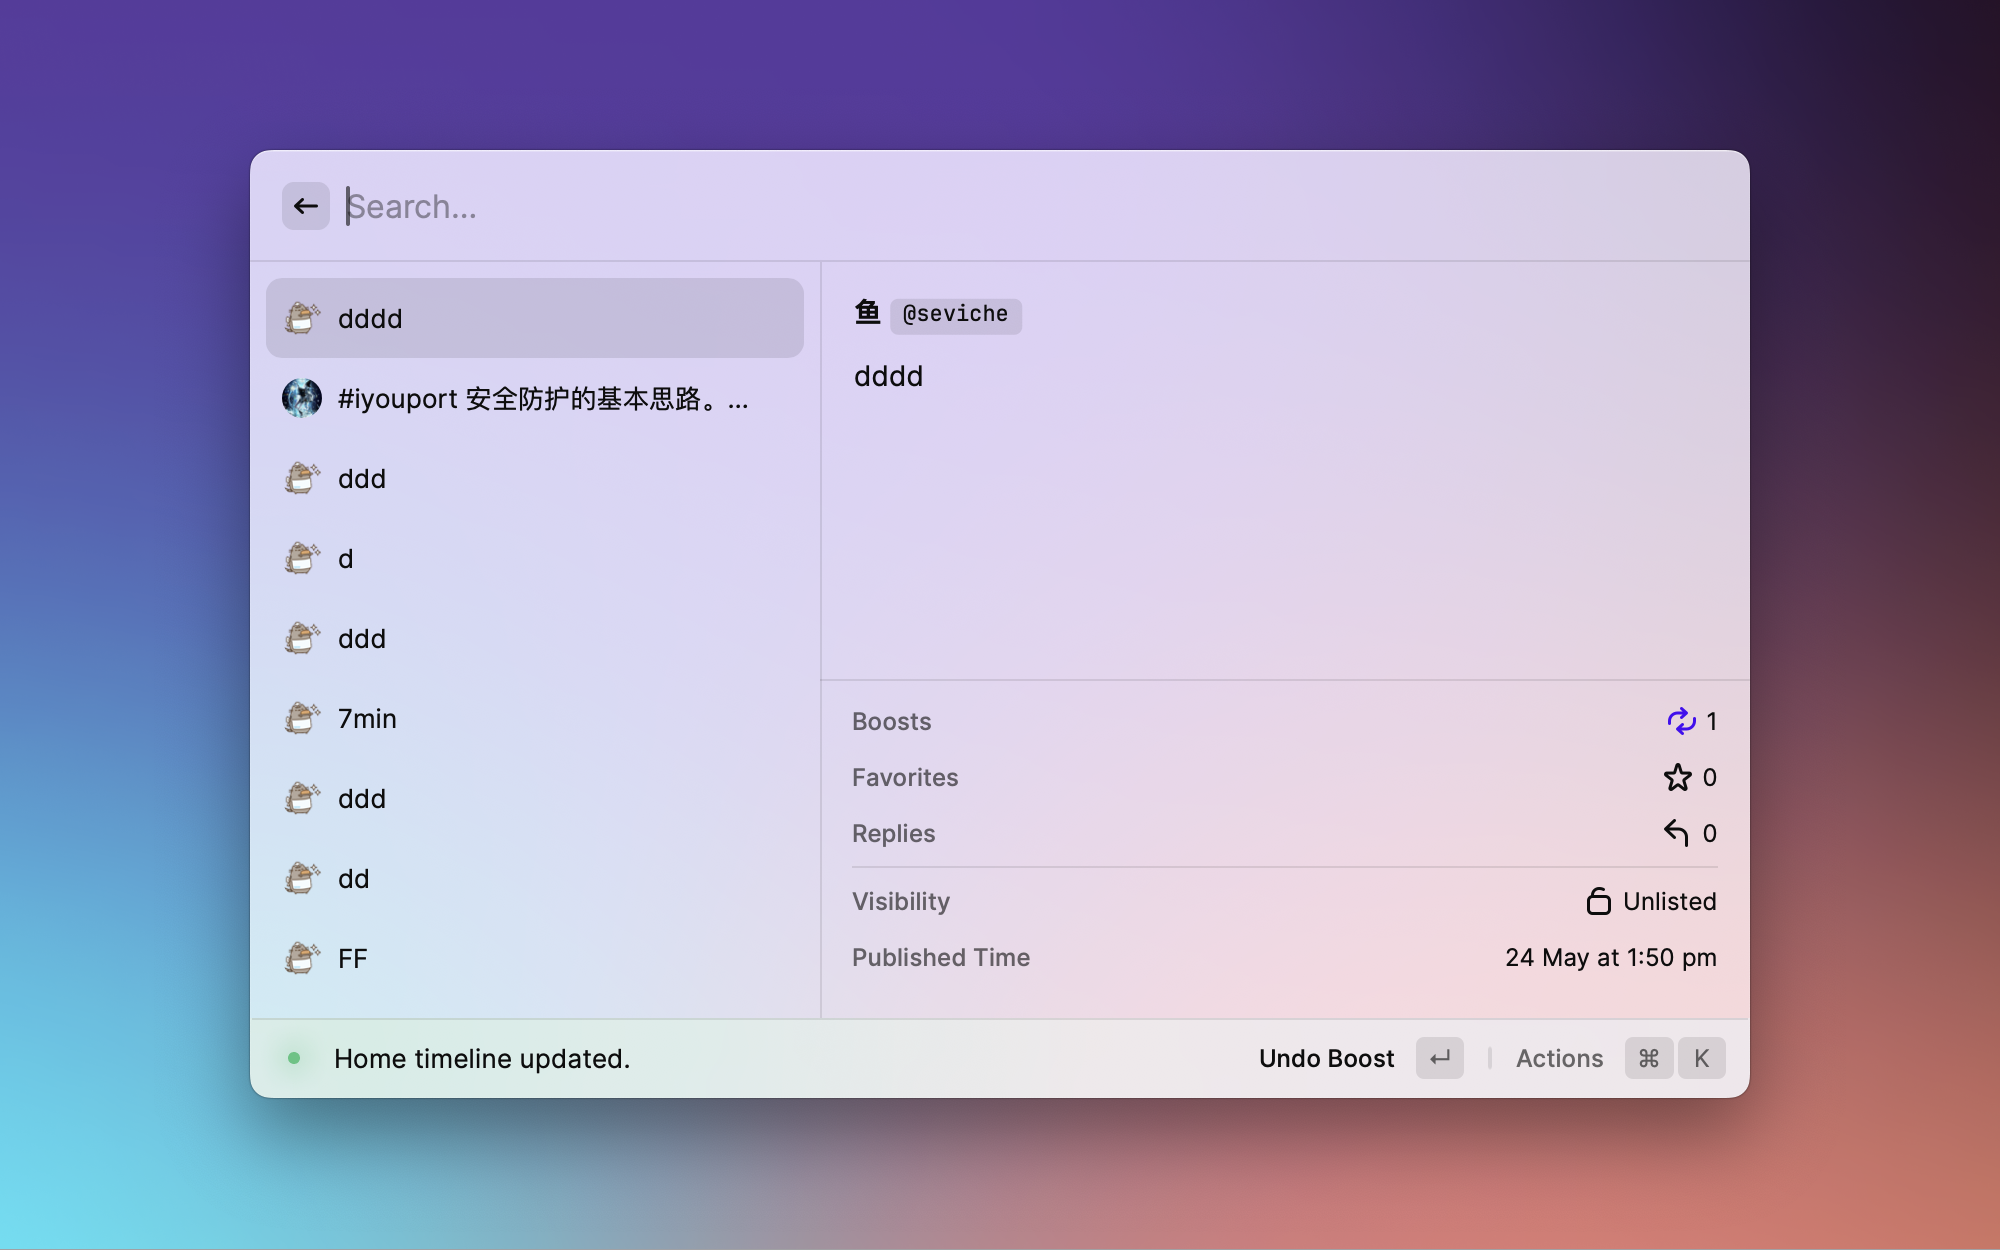 Search...
dddd
#iyouport 安全防护的基本思路。...
ddd
d
ddd
7min
ddd
dd
FF
鱼 @seviche
dddd
Boosts 1
Favorites 0
Replies 0
Visibility Unlisted
Published Time 24 May at 1:50 pm
Home timeline updated.
Undo Boost ↵ Actions ⌘ K